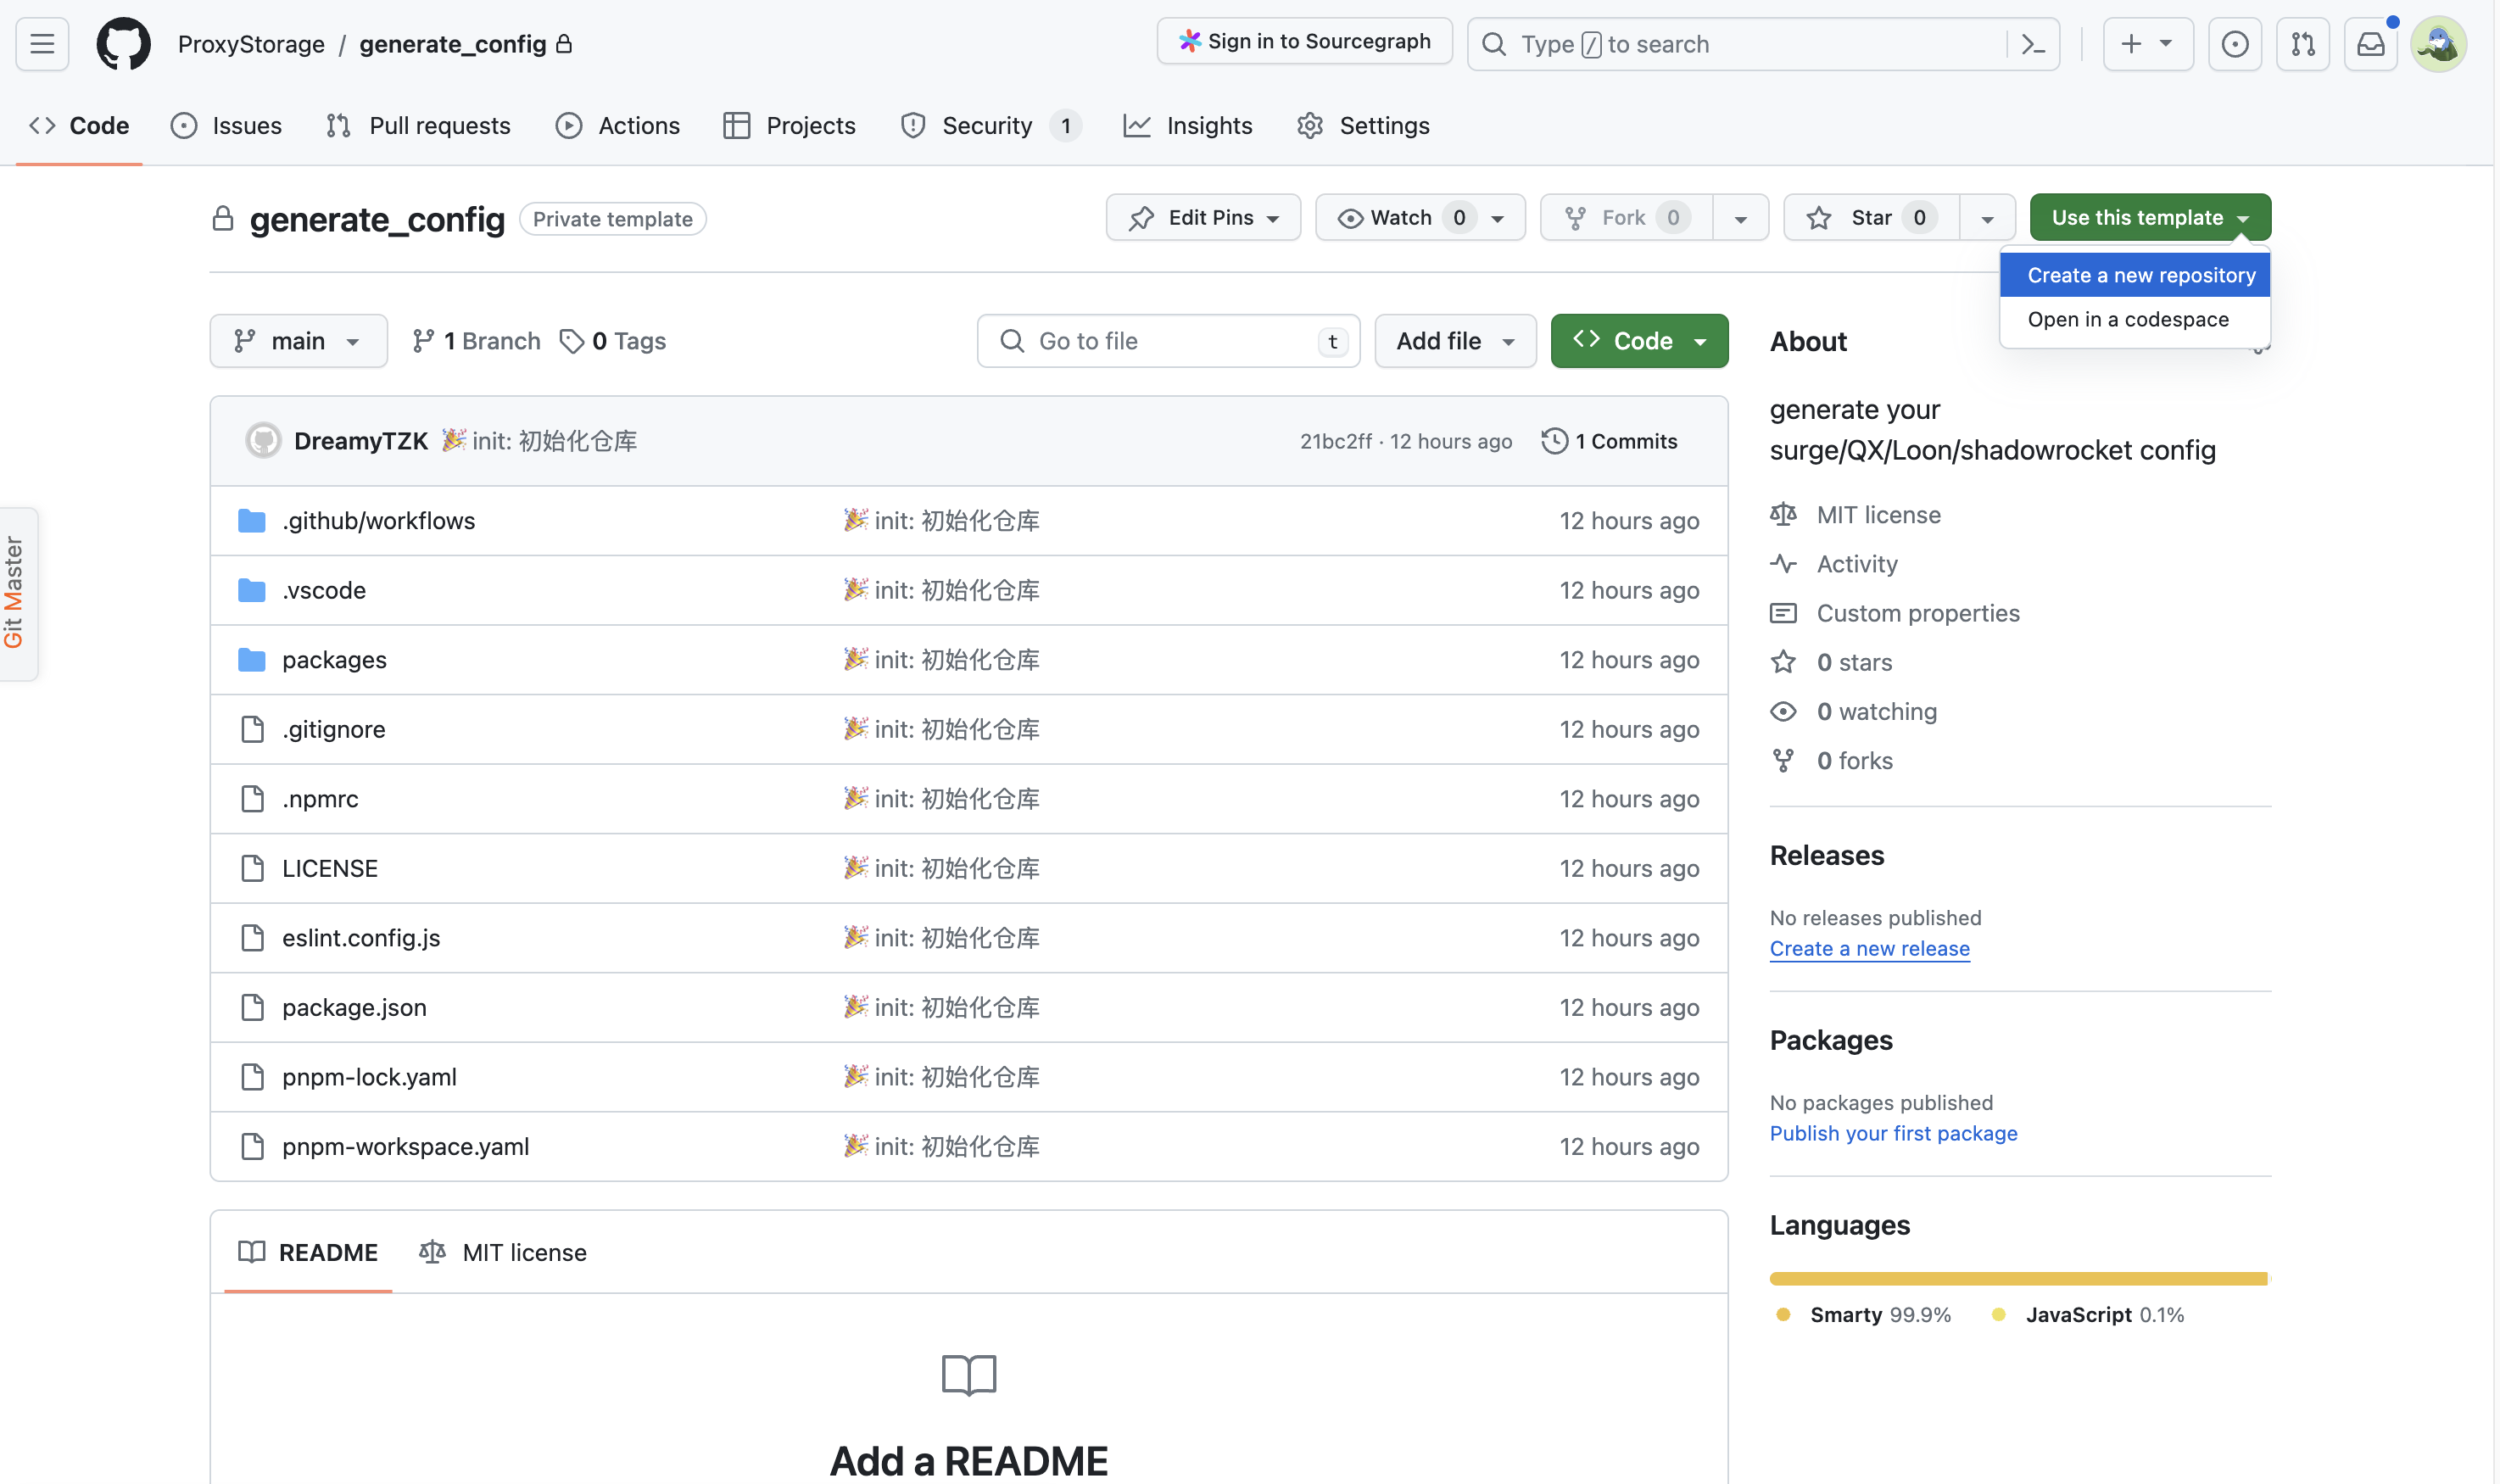 ProxyStorage / generate_config
Sign in to Sourcegraph
Type / to search
Code
Issues
Pull requests
Actions
Projects
Security 1
Insights
Settings
generate_config
Private template
Edit Pins
Watch 0
Fork 0
Star 0
Use this template
Create a new repository
Open in a codespace
main
1 Branch
0 Tags
Go to file
t
Add file
Code
DreamyTZK 🎉 init: 初始化仓库
21bc2ff · 12 hours ago
1 Commits
.github/workflows 🎉 init: 初始化仓库 12 hours ago
.vscode 🎉 init: 初始化仓库 12 hours ago
packages 🎉 init: 初始化仓库 12 hours ago
.gitignore 🎉 init: 初始化仓库 12 hours ago
.npmrc 🎉 init: 初始化仓库 12 hours ago
LICENSE 🎉 init: 初始化仓库 12 hours ago
eslint.config.js 🎉 init: 初始化仓库 12 hours ago
package.json 🎉 init: 初始化仓库 12 hours ago
pnpm-lock.yaml 🎉 init: 初始化仓库 12 hours ago
pnpm-workspace.yaml 🎉 init: 初始化仓库 12 hours ago
README
MIT license
Add a README
About
generate your
surge/QX/Loon/shadowrocket config
MIT license
Activity
Custom properties
0 stars
0 watching
0 forks
Releases
No releases published
Create a new release
Packages
No packages published
Publish your first package
Languages
Smarty 99.9%
JavaScript 0.1%
Git Master